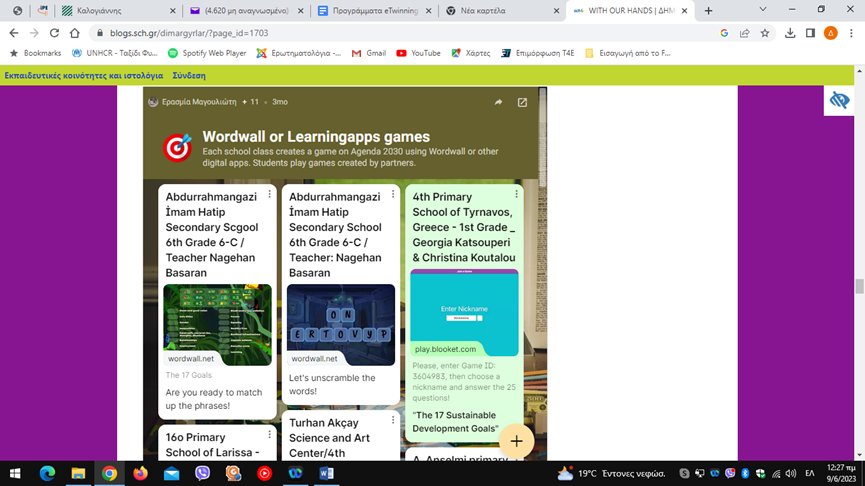 Καλογιάννης
(4.620 μη αναγνωσμένο)
Προγράμματα eTwinning
Νέα καρτέλα
WITH OUR HANDS | ΔΗΜ
blogs.sch.gr/dimargyrlar/?page_id=1703
Bookmarks
UNHCR - Ταξίδι Φυ...
Spotify Web Player
Ερωτηματολόγια -...
Gmail
YouTube
Χάρτες
Επιμόρφωση Τ4Ε
Εισαγωγή από το F...
Εκπαιδευτικές κοινότητες και ιστολόγια Σύνδεση
Ερασμία Μαγουλιώτη + 11 • 3mo
Wordwall or Learningapps games
Each school class creates a game on Agenda 2030 using Wordwall or other
digital apps. Students play games created by partners.
Abdurrahmangazi
İmam Hatip
Secondary Scgool
6th Grade 6-C /
Teacher Nagehan
Basaran
wordwall.net
The 17 Goals
Are you ready to match
up the phrases!
16o Primary
School of Larissa -
Abdurrahmangazi
İmam Hatip
Secondary School
6th Grade 6-C /
Teacher: Nagehan
Basaran
ON
ERTOVYP
wordwall.net
Let's unscramble the
words!
Turhan Akçay
Science and Art
Center/4th
4th Primary
School of Tyrnavos,
Greece - 1st Grade _
Georgia Katsouperi
& Christina Koutalou
Enter Nickname
play.blooket.com
Please, enter Game ID:
3604983, then choose a
nickname and answer the 25
questions!
"The 17 Sustainable
Development Goals"
A. Anselmi primary
19°C Έντονες νεφώσ.
ΕΛ
12:27 πμ
9/6/2023